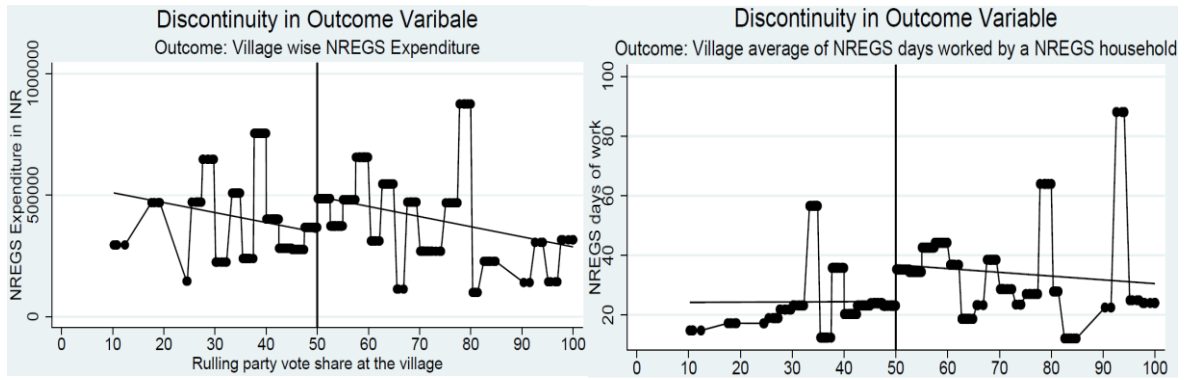 Discontinuity in Outcome Varibale
Outcome: Village wise NREGS Expenditure
NREGS Expenditure in INR
1000000
5000000
0
0 10 20 30 40 50 60 70 80 90 100
Rulling party vote share at the village
Discontinuity in Outcome Variable
Outcome: Village average of NREGS days worked by a NREGS household
NREGS days of work
100
80
60
40
20
0 10 20 30 40 50 60 70 80 90 100